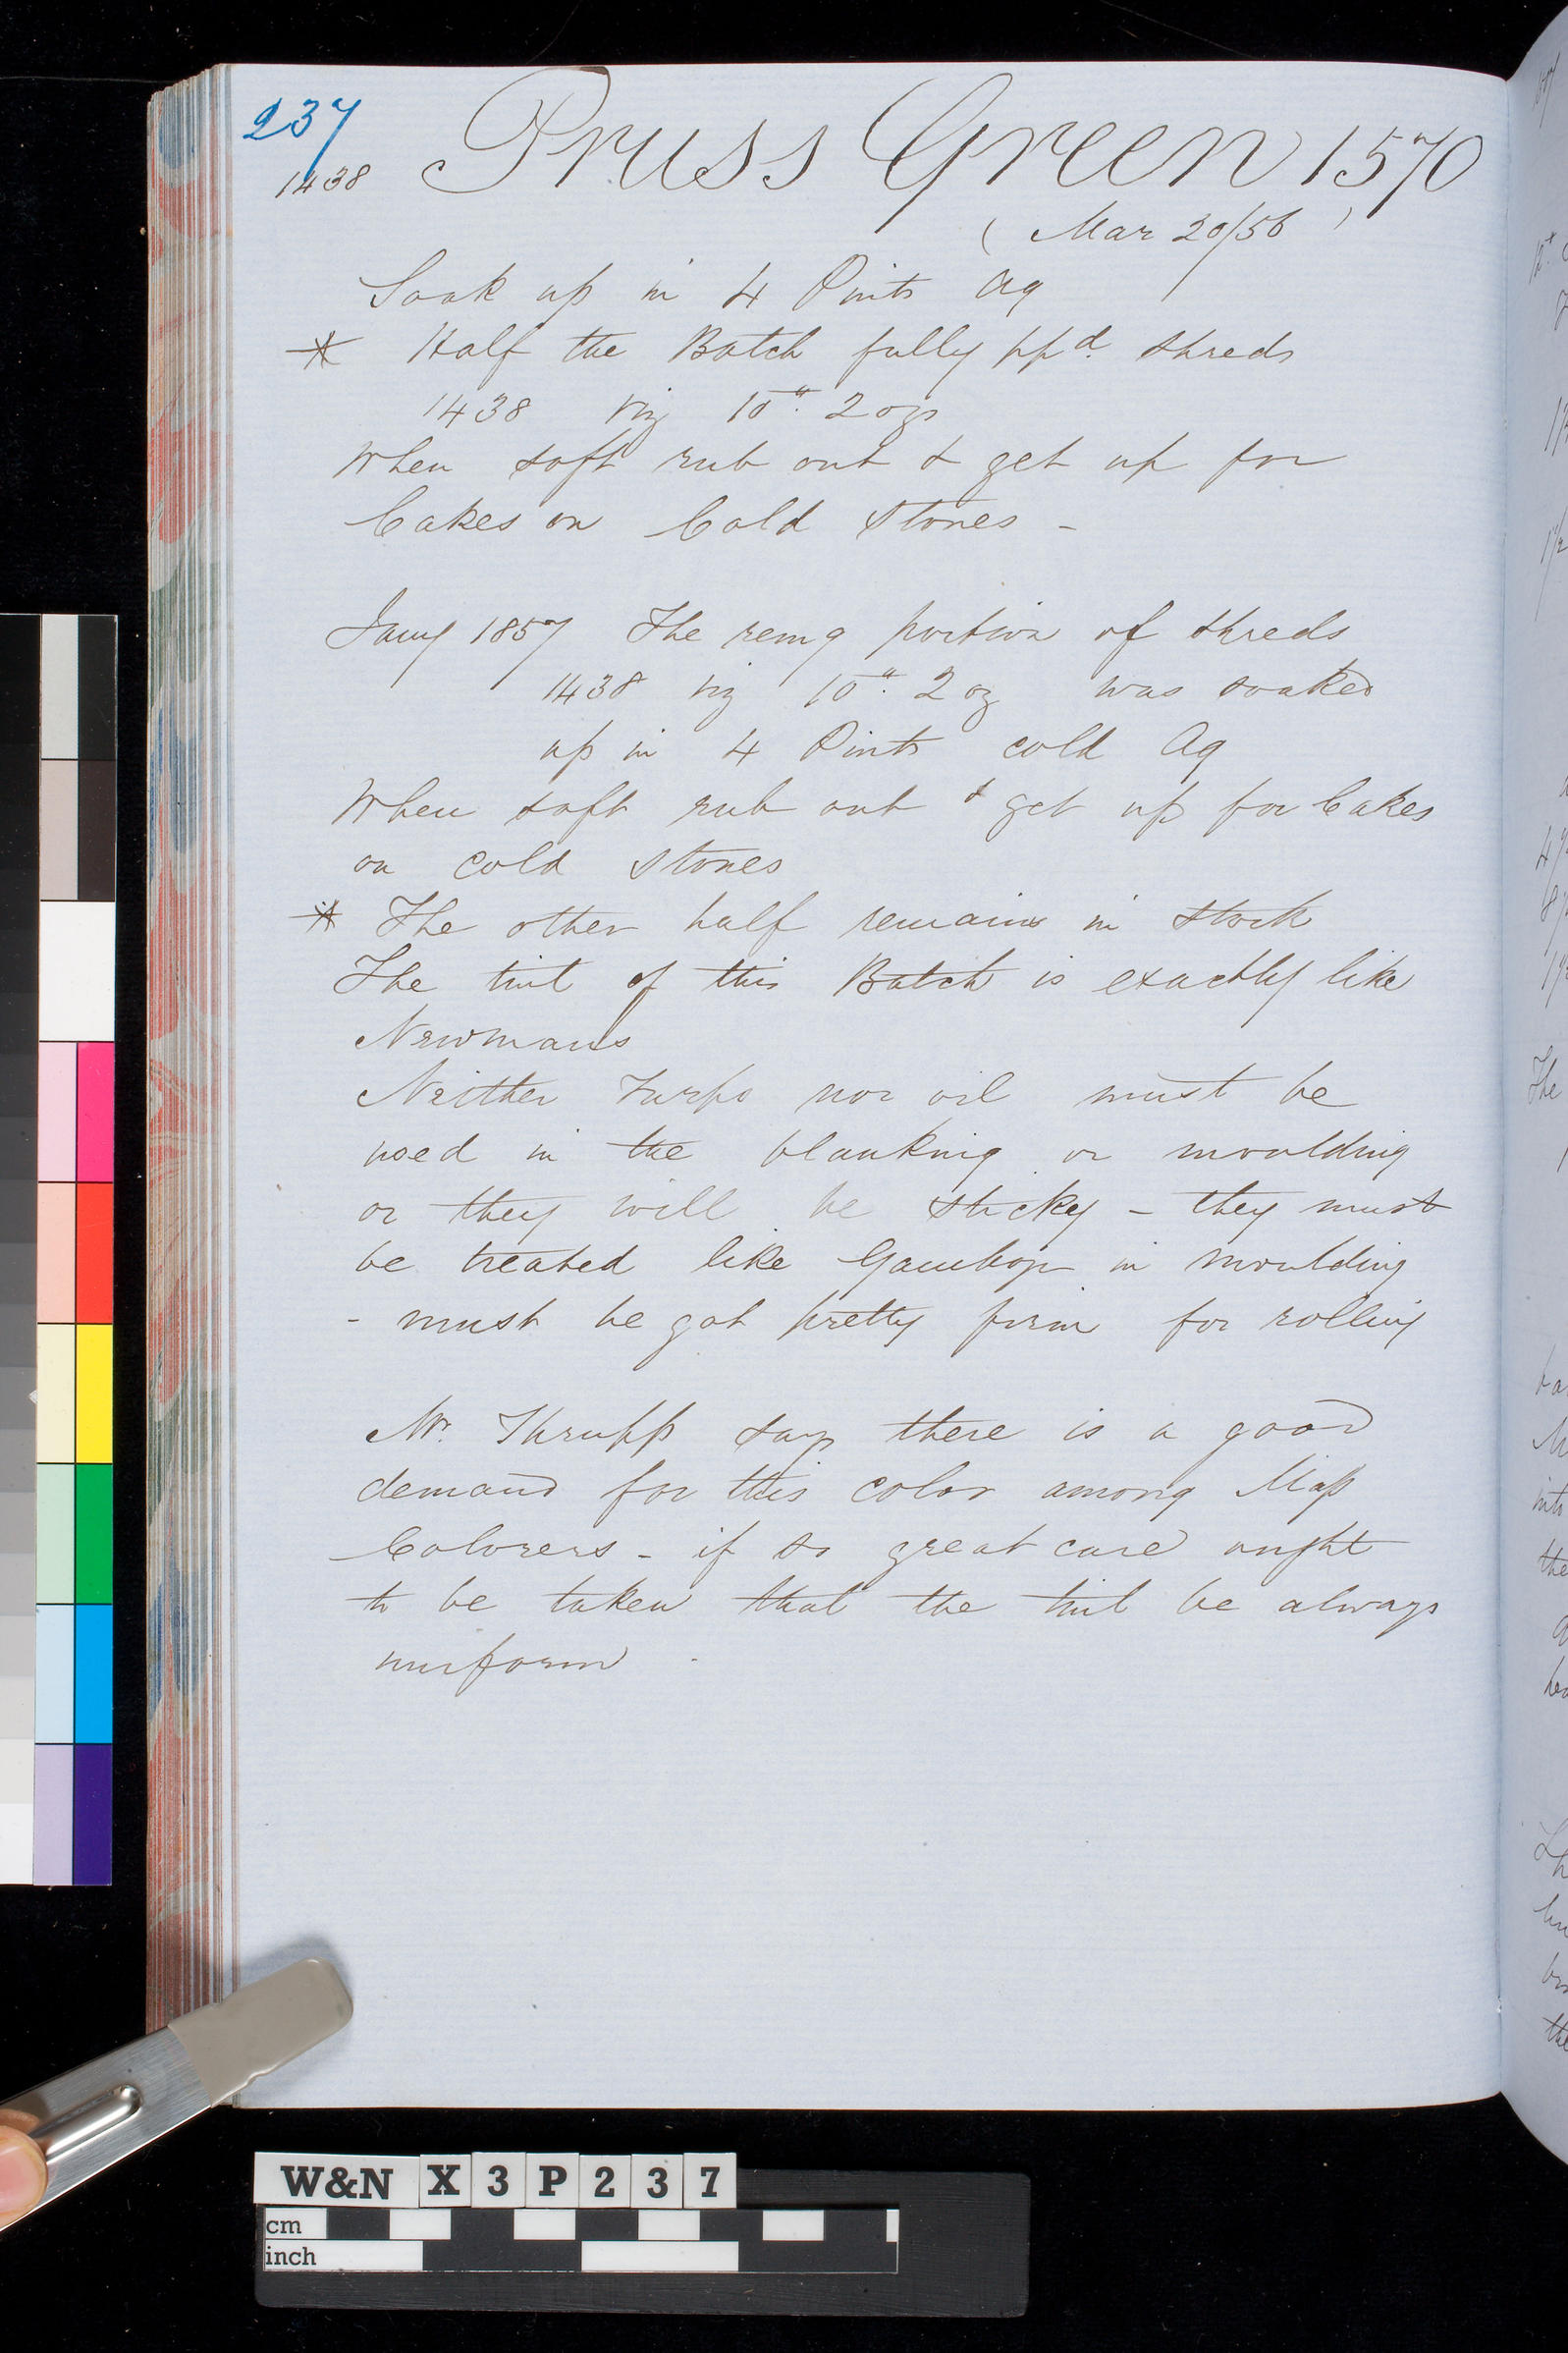 237
1438 Pruss Green 1570
( Mar 20/56 )
Soak up in 4 Pints Aq
* Half the Batch fully ppd. shreds
1438 viz 10". 2 ozs
When soft rub out & get up for
Cakes on Cold Stones -
Jany 1857 The remg portion of shreds
1438 viz 10". 2 oz was soaked
up in 4 Pints cold Aq
When soft rub out & get up for Cakes
on cold stones
* The other half remains in stock
The tint of this Batch is exactly like
Newmans
Neither Turps nor oil must be
used in the blanking or moulding
or they will be sticky - they must
be treated like Gamboge in moulding
- must be got pretty firm for rolling
Mr. Thrupp says there is a good
demand for this color among Map
Colorers - if so great care ought
to be taken that the tint be always
uniform .
W&N X 3 P 2 3 7
cm
inch